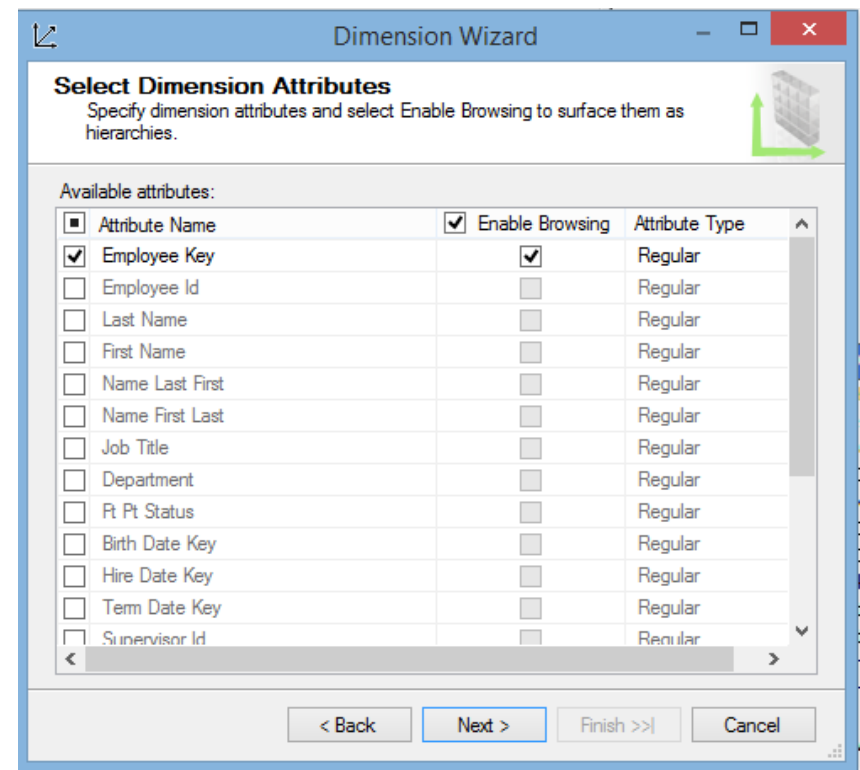 Dimension Wizard
Select Dimension Attributes
Specify dimension attributes and select Enable Browsing to surface them as
hierarchies.
Available attributes:
Attribute Name Enable Browsing Attribute Type
Employee Key Regular
Employee Id Regular
Last Name Regular
First Name Regular
Name Last First Regular
Name First Last Regular
Job Title Regular
Department Regular
Ft Pt Status Regular
Birth Date Key Regular
Hire Date Key Regular
Term Date Key Regular
Supervisor Id Regular
< Back Next > Finish >>| Cancel